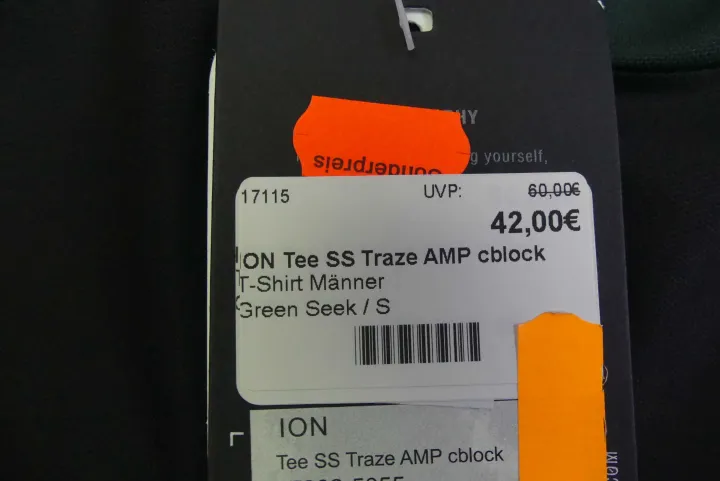 HY
g yourself,
Sonderpreis
17115 UVP: 60,00€
42,00€
ION Tee SS Traze AMP cblock
T-Shirt Männer
Green Seek / S
ION
Tee SS Traze AMP cblock
COM